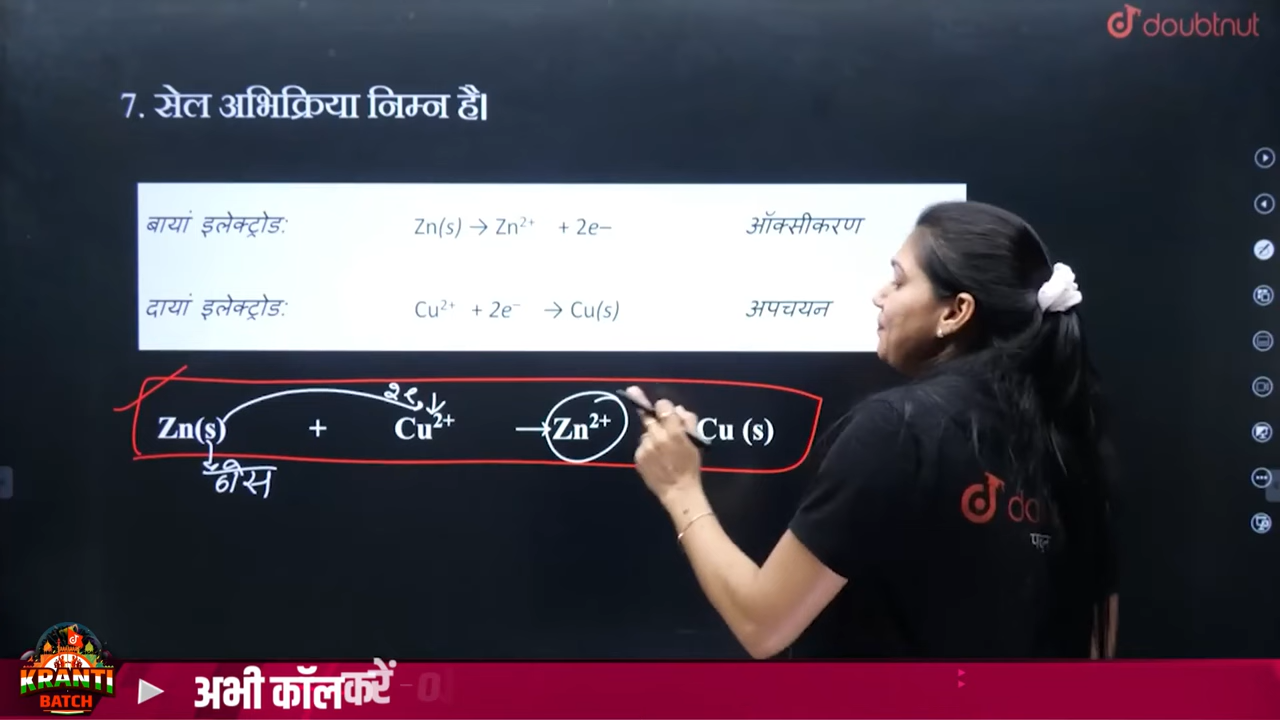 doubtnut
7. सेल अभिक्रिया निम्न है।
बायां इलेक्ट्रोड: Zn(s) → Zn²⁺ + 2e– ऑक्सीकरण
दायां इलेक्ट्रोड: Cu²⁺ + 2e⁻ → Cu(s) अपचयन
2e
Zn(s) + Cu²⁺ → Zn²⁺ Cu (s)
ठोस
do
KRANTI
BATCH
अभी कॉल करें -